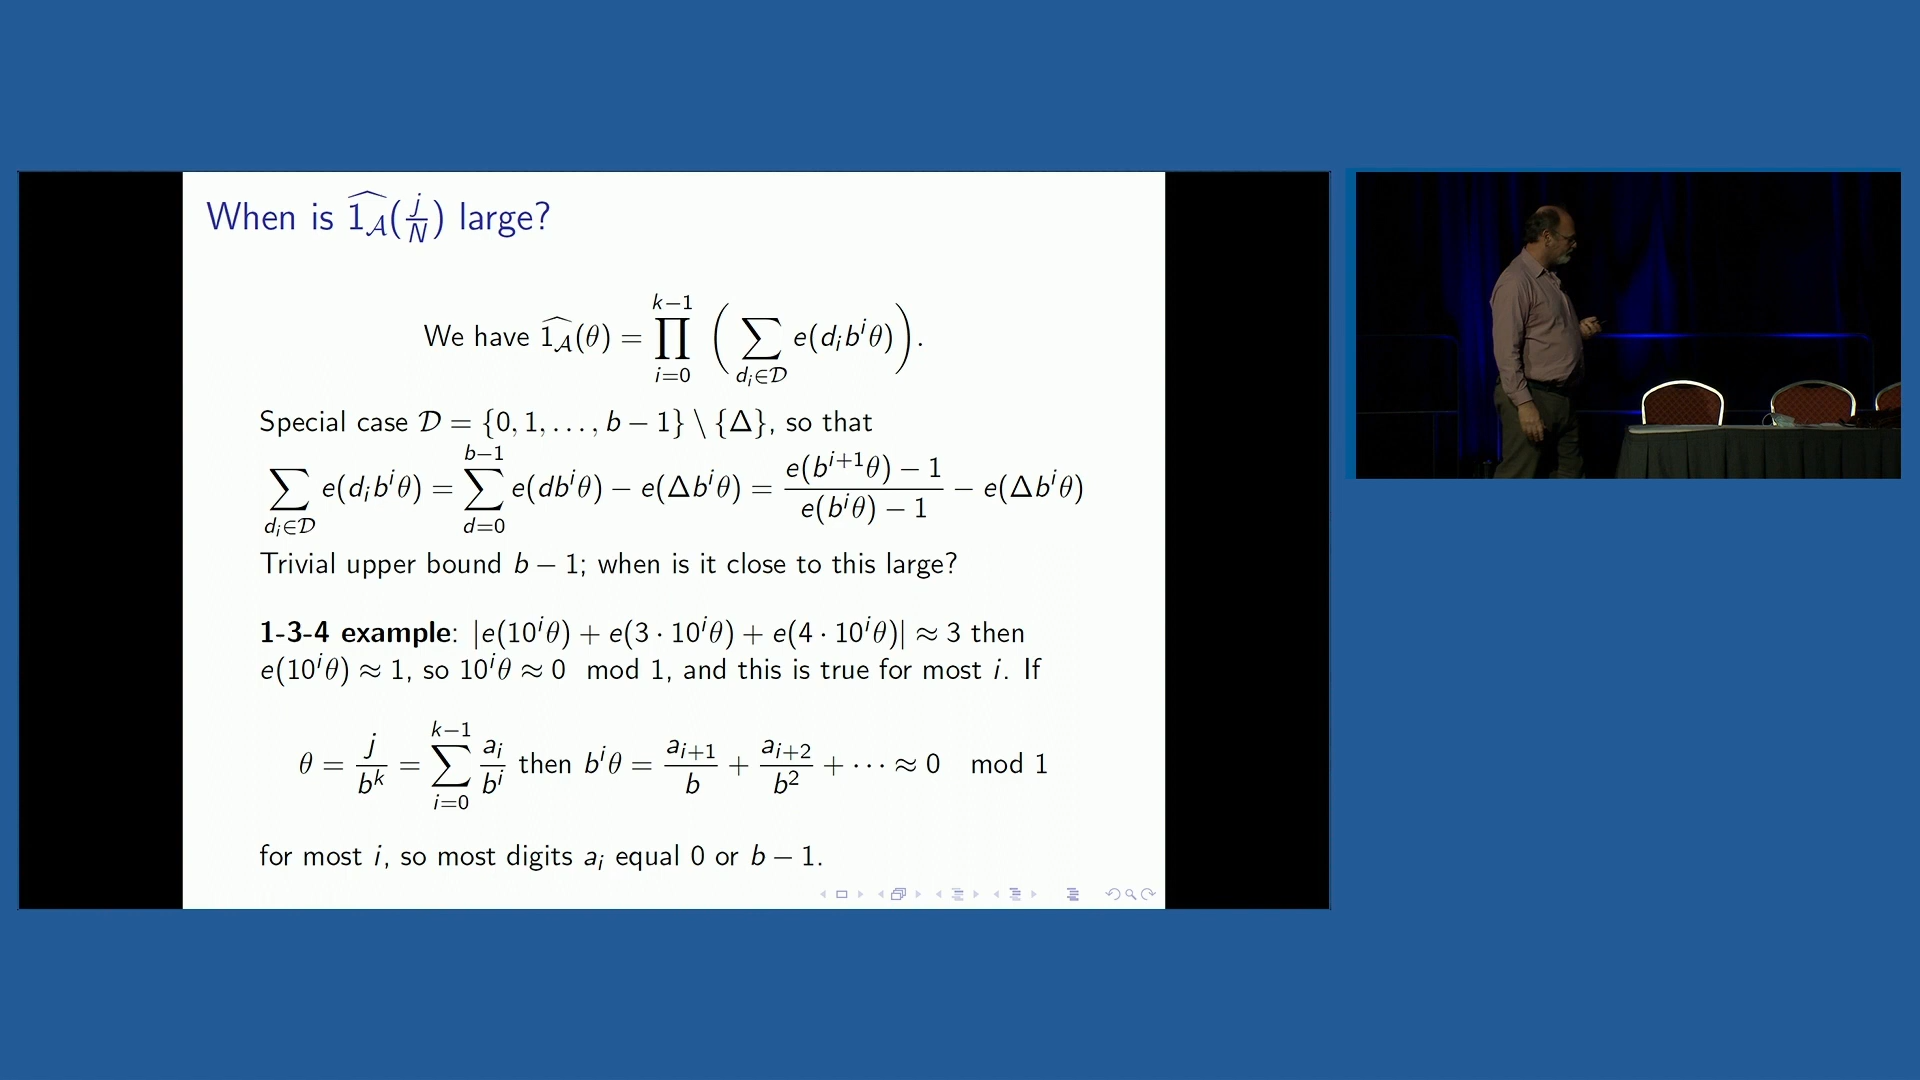 When is $\widehat{1_{\mathcal{A}}}(\frac{j}{N})$ large?
We have $\widehat{1_{\mathcal{A}}}(\theta) = \prod_{i=0}^{k-1} \left( \sum_{d_i \in \mathcal{D}} e(d_i b^i \theta) \right).$
Special case $\mathcal{D} = \{0, 1, \ldots, b-1\} \setminus \{\Delta\}$, so that
$\sum_{d_i \in \mathcal{D}} e(d_i b^i \theta) = \sum_{d=0}^{b-1} e(d b^i \theta) - e(\Delta b^i \theta) = \frac{e(b^{i+1}\theta) - 1}{e(b^i \theta) - 1} - e(\Delta b^i \theta)$
Trivial upper bound $b-1$; when is it close to this large?
1-3-4 example: $|e(10^i\theta) + e(3 \cdot 10^i\theta) + e(4 \cdot 10^i\theta)| \approx 3$ then
$e(10^i\theta) \approx 1$, so $10^i\theta \approx 0 \mod 1$, and this is true for most $i$. If
$\theta = \frac{j}{b^k} = \sum_{i=0}^{k-1} \frac{a_i}{b^i}$ then $b^i\theta = \frac{a_{i+1}}{b} + \frac{a_{i+2}}{b^2} + \cdots \approx 0 \mod 1$
for most $i$, so most digits $a_i$ equal 0 or $b-1$.